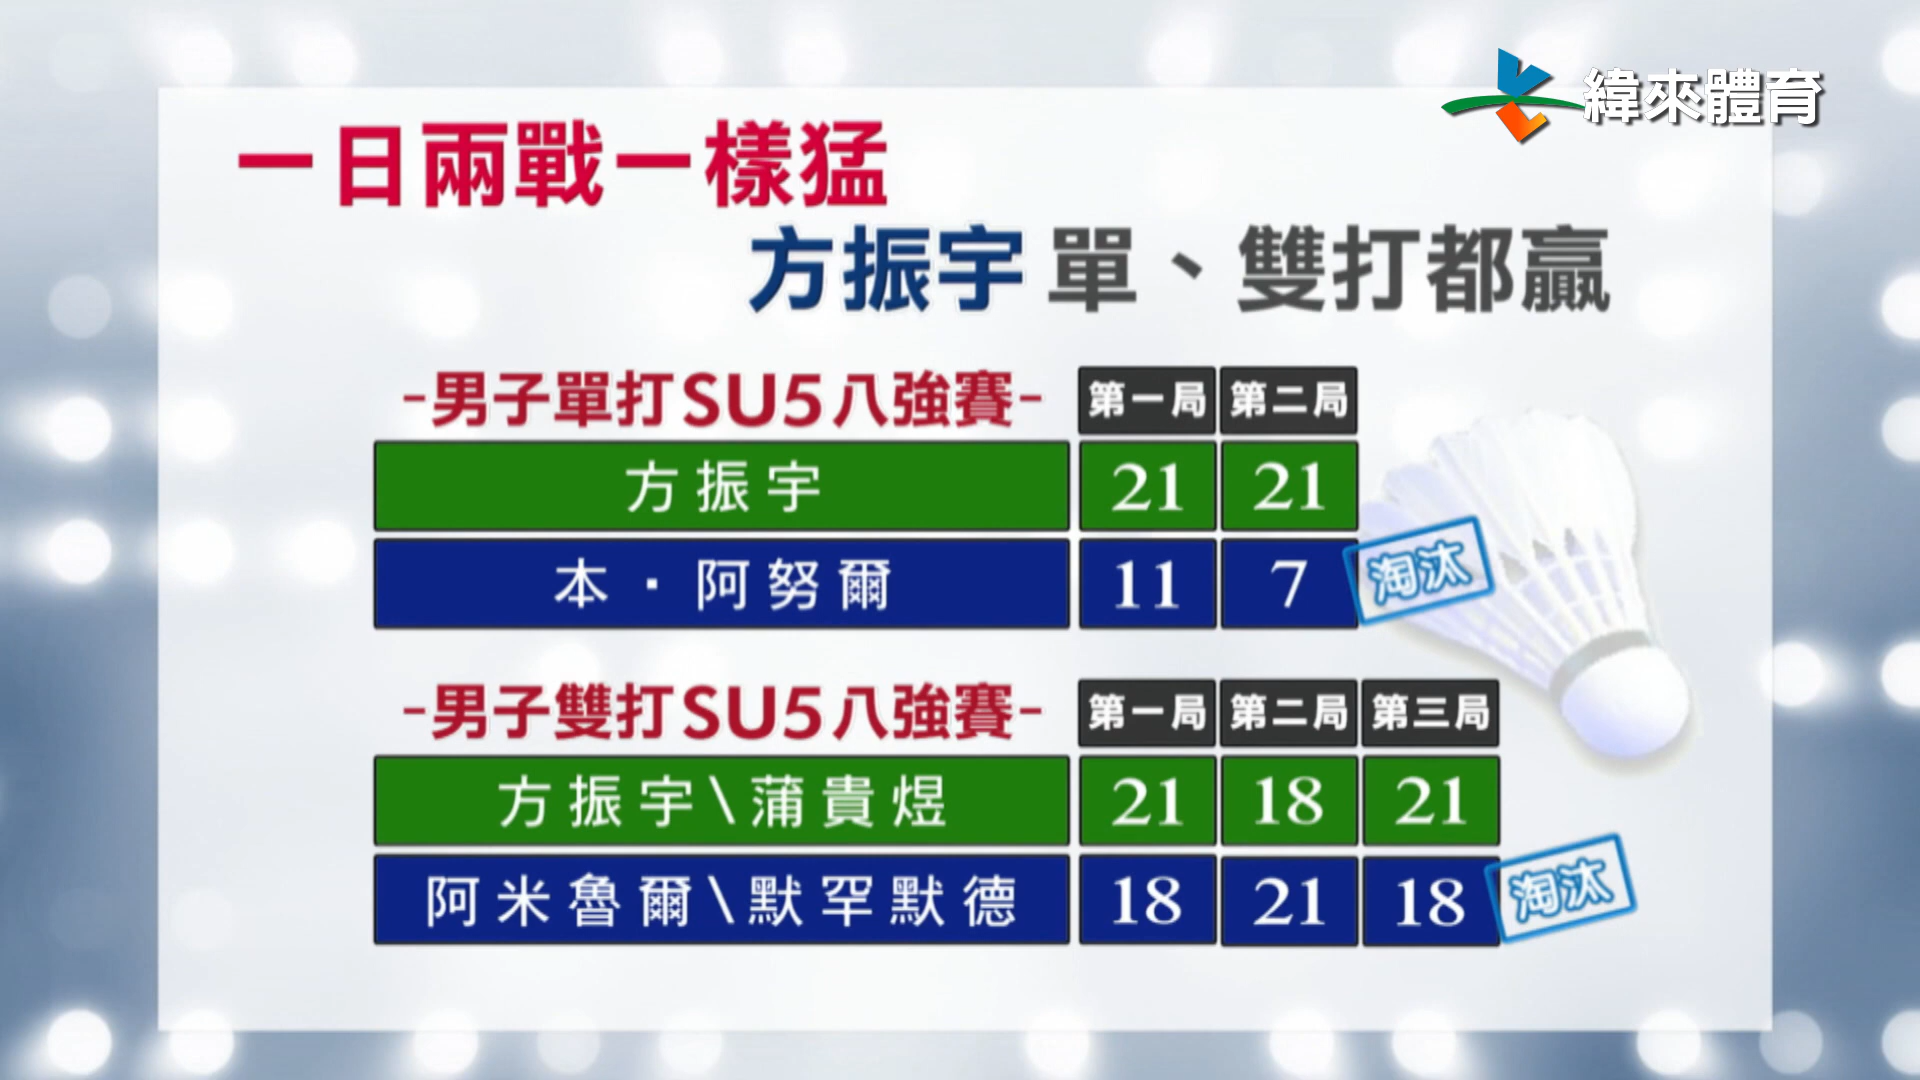 緯來體育
一日兩戰一樣猛
方振宇 單、雙打都贏
-男子單打SU5八強賽- 第一局 第二局
方振宇 21 21
本·阿努爾 11 7 淘汰
-男子雙打SU5八強賽- 第一局 第二局 第三局
方振宇\蒲貴煜 21 18 21
阿米魯爾\默罕默德 18 21 18 淘汰